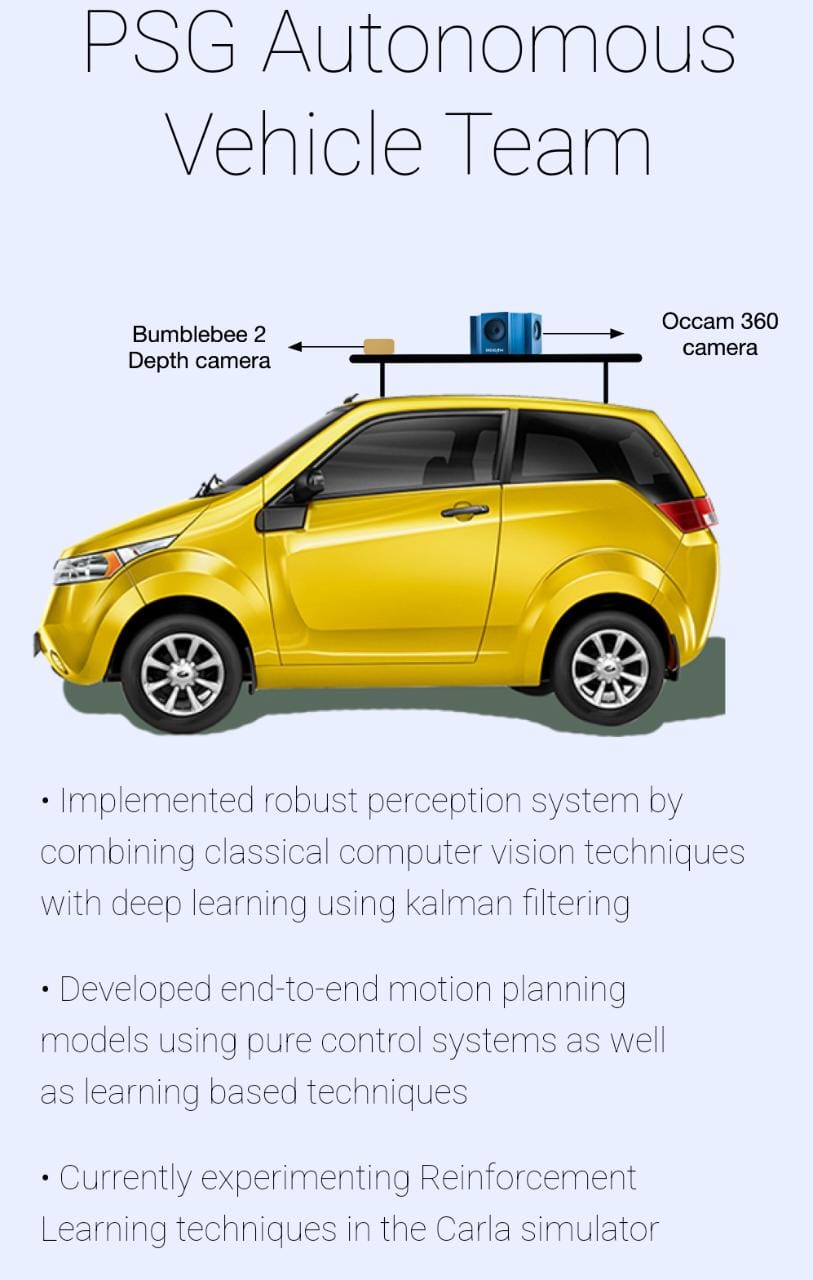 PSG Autonomous
Vehicle Team
Bumblebee 2
Depth camera
Occam 360
camera
• Implemented robust perception system by
combining classical computer vision techniques
with deep learning using kalman filtering
• Developed end-to-end motion planning
models using pure control systems as well
as learning based techniques
• Currently experimenting Reinforcement
Learning techniques in the Carla simulator